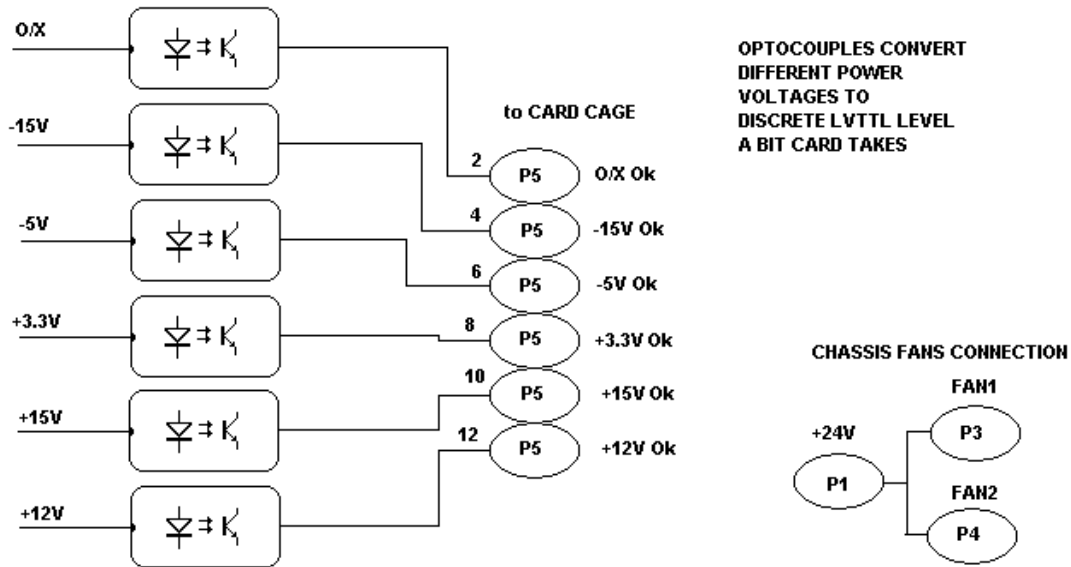 O/X
-15V
-5V
+3.3V
+15V
+12V
to CARD CAGE
2 P5 O/X Ok
4 P5 -15V Ok
6 P5 -5V Ok
8 P5 +3.3V Ok
10 P5 +15V Ok
12 P5 +12V Ok
OPTOCOUPLES CONVERT
DIFFERENT POWER
VOLTAGES TO
DISCRETE LVTTL LEVEL
A BIT CARD TAKES
CHASSIS FANS CONNECTION
FAN1
+24V
P3
P1
FAN2
P4